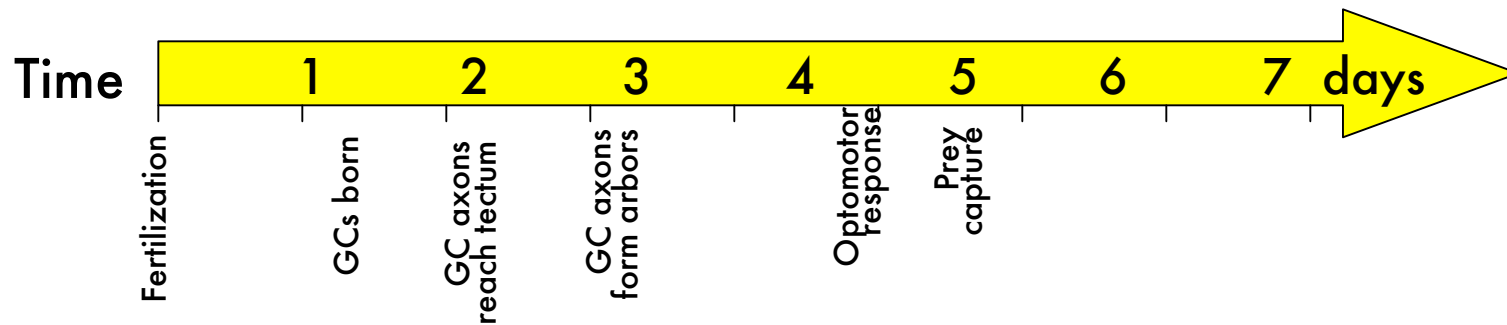 Time 1 2 3 4 5 6 7 days
Fertilization
GCs born
GC axons
reach tectum
GC axons
form arbors
Optomotor
response
Prey
capture